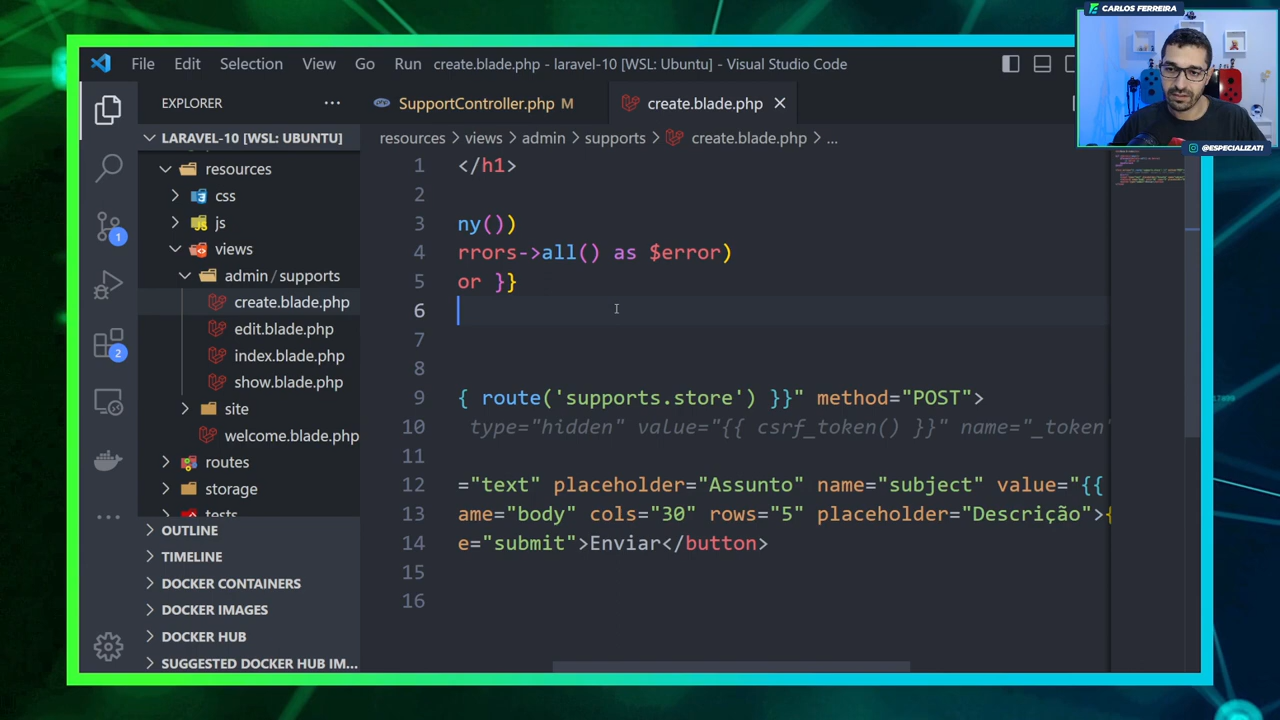 CARLOS FERREIRA
File Edit Selection View Go Run create.blade.php - laravel-10 [WSL: Ubuntu] - Visual Studio Code
EXPLORER ... SupportController.php M create.blade.php
LARAVEL-10 [WSL: UBUNTU] resources > views > admin > supports > create.blade.php > ...
@ESPECIALIZATI
resources
css
js
views
admin / supports
create.blade.php
edit.blade.php
index.blade.php
show.blade.php
site
welcome.blade.php
routes
storage
tests
OUTLINE
TIMELINE
DOCKER CONTAINERS
DOCKER IMAGES
DOCKER HUB
SUGGESTED DOCKER HUB IM...
1
2
1 </h1>
2
3 ny())
4 rrors->all() as $error)
5 or }}
6
7
8
9 { route('supports.store') }}" method="POST">
10 type="hidden" value="{{ csrf_token() }}" name="_token"
11
12 ="text" placeholder="Assunto" name="subject" value="{{
13 ame="body" cols="30" rows="5" placeholder="Descrição">{
14 e="submit">Enviar</button>
15
16